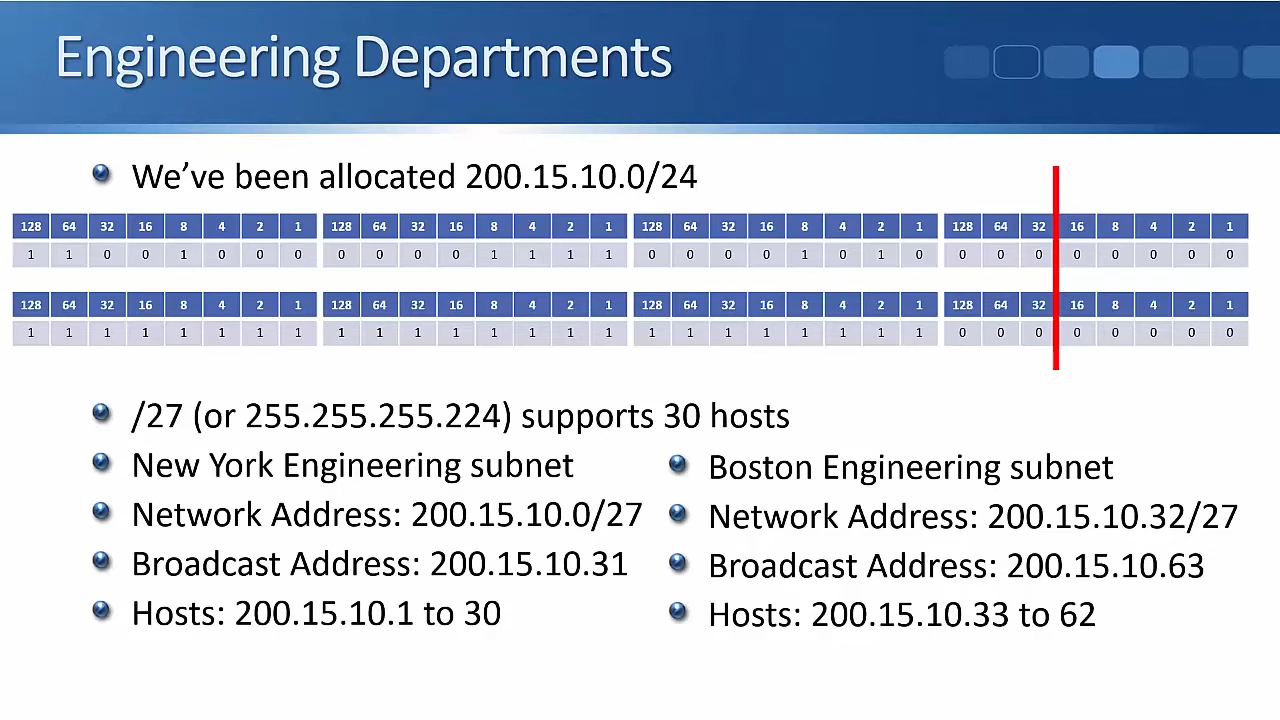 Engineering Departments
We've been allocated 200.15.10.0/24
128 64 32 16 8 4 2 1 128 64 32 16 8 4 2 1 128 64 32 16 8 4 2 1 128 64 32 16 8 4 2 1
1 1 0 0 1 0 0 0 0 0 0 0 1 1 1 1 0 0 0 0 1 0 1 0 0 0 0 0 0 0 0 0
128 64 32 16 8 4 2 1 128 64 32 16 8 4 2 1 128 64 32 16 8 4 2 1 128 64 32 16 8 4 2 1
1 1 1 1 1 1 1 1 1 1 1 1 1 1 1 1 1 1 1 1 1 1 1 1 0 0 0 0 0 0 0 0
/27 (or 255.255.255.224) supports 30 hosts
New York Engineering subnet
Network Address: 200.15.10.0/27
Broadcast Address: 200.15.10.31
Hosts: 200.15.10.1 to 30
Boston Engineering subnet
Network Address: 200.15.10.32/27
Broadcast Address: 200.15.10.63
Hosts: 200.15.10.33 to 62